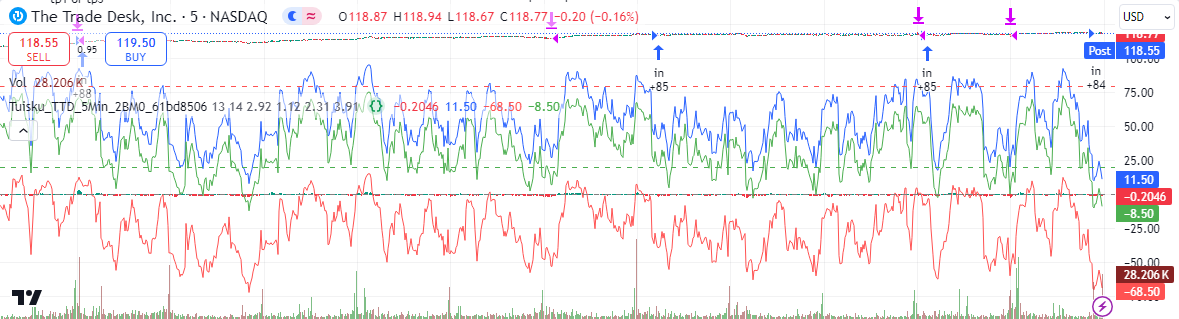 The Trade Desk, Inc. · 5 · NASDAQ O118.87 H118.94 L118.67 C118.77 −0.20 (−0.16%)
USD
118.55
SELL
0.95
119.50
BUY
118.77
Post 118.55
Vol 28.206 K
+88
Tuisku_TTD_5Min_2BM0_61bd8506 13 14 2.92 1.12 2.31 3.91 −0.2046 11.50 −68.50 −8.50
in
+85
in
+85
in
+84
100.00
75.00
50.00
25.00
11.50
−0.2046
−8.50
−25.00
−50.00
28.206 K
−68.50